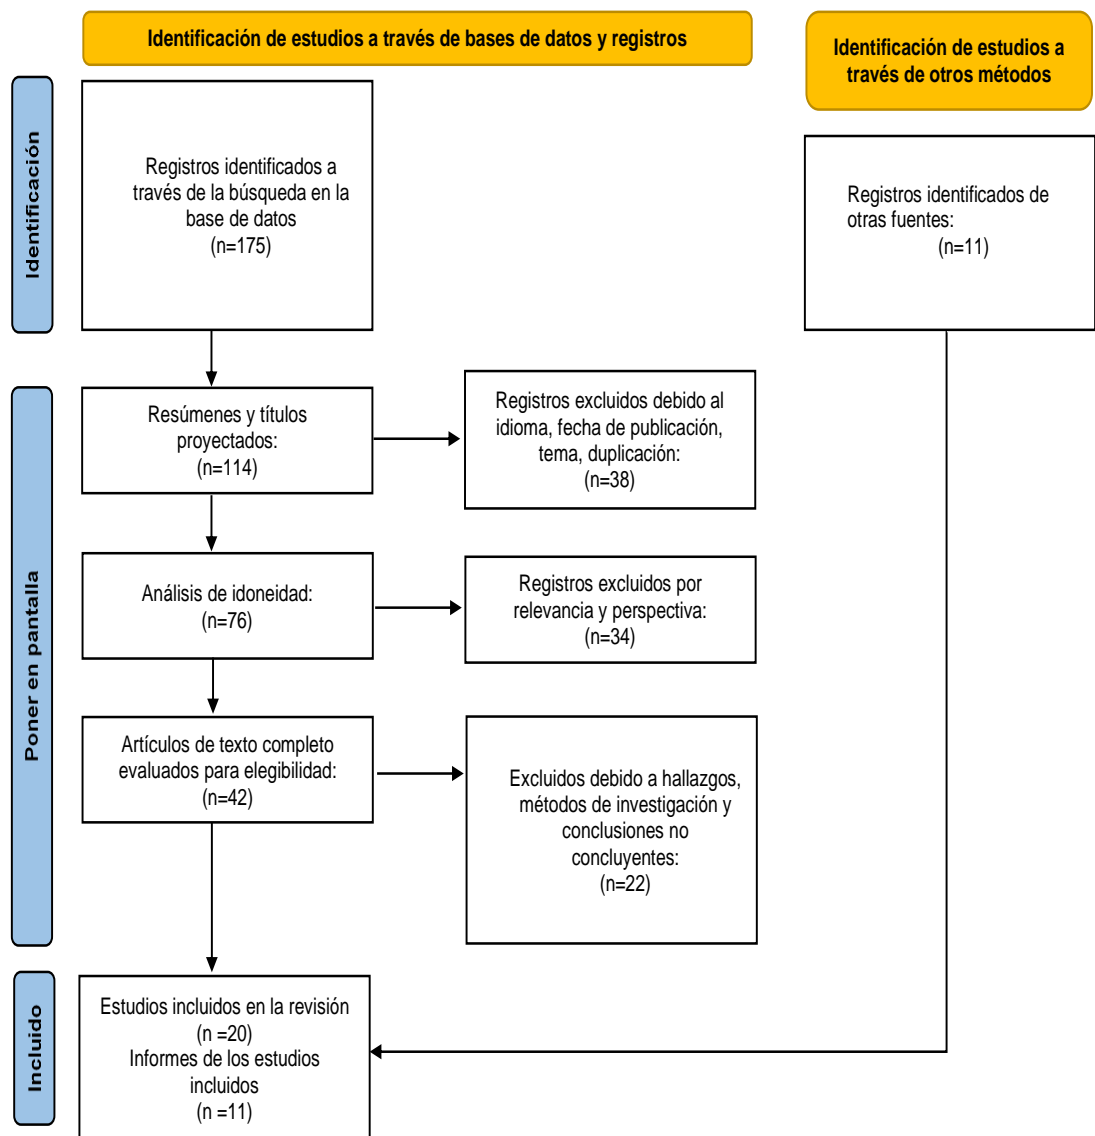 Identificación de estudios a través de bases de datos y registros
Identificación de estudios a
través de otros métodos
Identificación
Registros identificados a
través de la búsqueda en la
base de datos
(n=175)
Registros identificados de
otras fuentes:
(n=11)
Poner en pantalla
Resúmenes y títulos
proyectados:
(n=114)
Registros excluidos debido al
idioma, fecha de publicación,
tema, duplicación:
(n=38)
Análisis de idoneidad:
(n=76)
Registros excluidos por
relevancia y perspectiva:
(n=34)
Artículos de texto completo
evaluados para elegibilidad:
(n=42)
Excluidos debido a hallazgos,
métodos de investigación y
conclusiones no
concluyentes:
(n=22)
Incluido
Estudios incluidos en la revisión
(n =20)
Informes de los estudios
incluidos
(n =11)